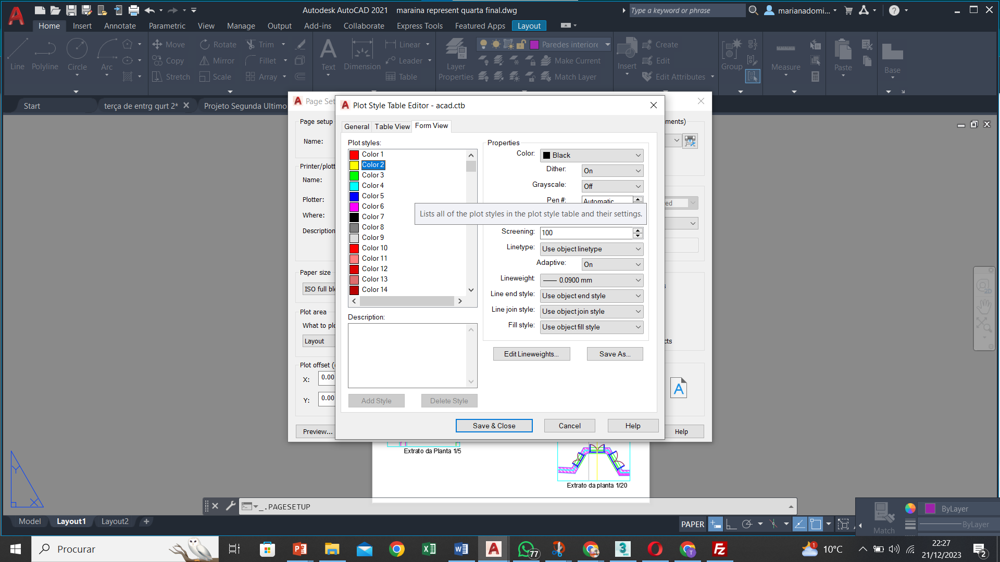 Autodesk AutoCAD 2021 maraina represent quarta final.dwg
Type a keyword or phrase
marianadomi...
Home Insert Annotate Parametric View Manage Output Add-ins Collaborate Express Tools Featured Apps Layout
Line Polyline Circle Arc
Move Rotate Trim
Copy Mirror Fillet
Stretch Scale Array
Text Dimension
Linear
Leader
Table
Layer Properties
Paredes interiore
Make Current
Match Layer
Insert
Create
Edit
Edit Attributes
Group
Measure
Paste
Base
Start
terça de entrg qurt 2*
Projeto Segunda Ultimo
Page Set
Page setup
Name:
Printer/plott
Name:
Plotter:
Where:
Description
Paper size
ISO full ble
Plot area
What to plo
Layout
Plot offset (
X: 0.00
Y: 0.00
Preview...
ments)
ed
cts
Help
Plot Style Table Editor - acad.ctb
General Table View Form View
Plot styles:
Color 1
Color 2
Color 3
Color 4
Color 5
Color 6
Color 7
Color 8
Color 9
Color 10
Color 11
Color 12
Color 13
Color 14
Description:
Add Style Delete Style
Properties
Color: Black
Dither: On
Grayscale: Off
Pen #: Automatic
Lists all of the plot styles in the plot style table and their settings.
Screening: 100
Linetype: Use object linetype
Adaptive: On
Lineweight: 0.0900 mm
Line end style: Use object end style
Line join style: Use object join style
Fill style: Use object fill style
Edit Lineweights... Save As...
Save & Close Cancel Help
A
Extrato da Planta 1/5
Extrato da planta 1/20
Y
X
_.PAGESETUP
Model Layout1 Layout2 +
PAPER
Match
ByLayer
ByLayer
2D
Procurar
77
10°C
1
22:27
21/12/2023
2